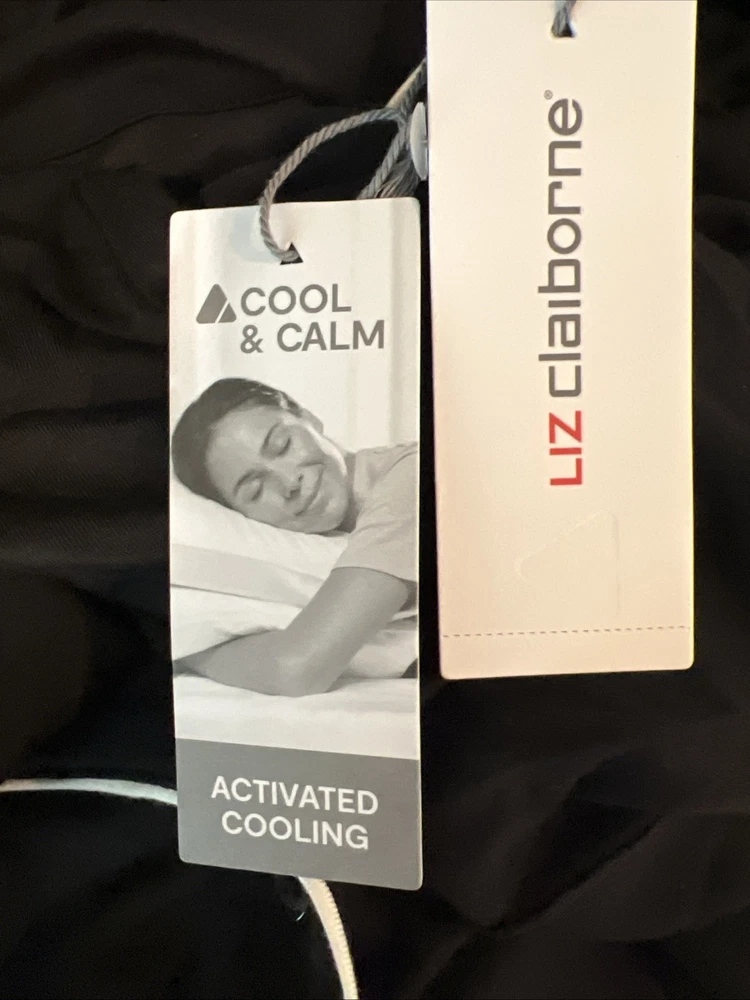 COOL
& CALM
ACTIVATED
COOLING
LIZ claiborne®